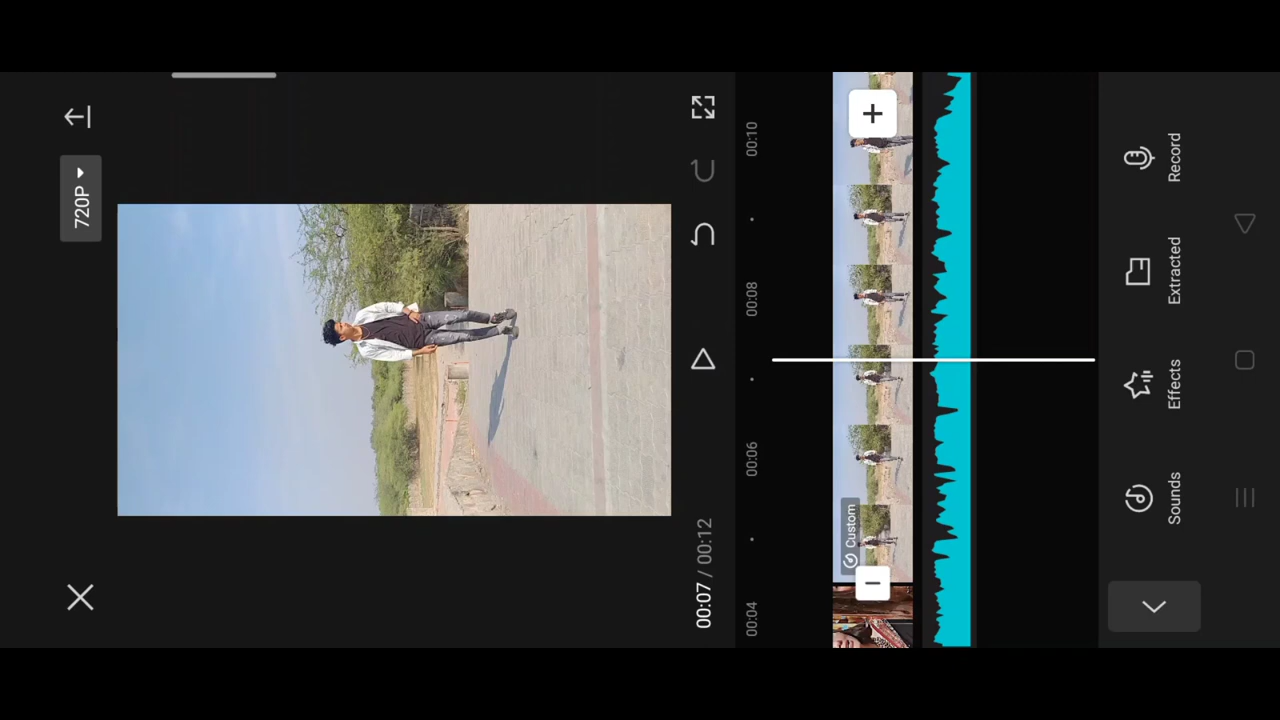 720P
00:07 / 00:12
00:04
00:06
00:08
00:10
Custom
Sounds
Effects
Extracted
Record